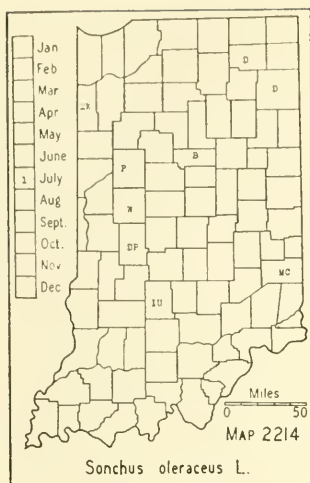 Jan
Feb
Mar
Apr
May
June
1 July
Aug
Sept.
Oct.
Nov
Dec
D
D
B
P
W
DP
MC
IU
Miles
0 50
MAP 2214
Sonchus oleraceus L.